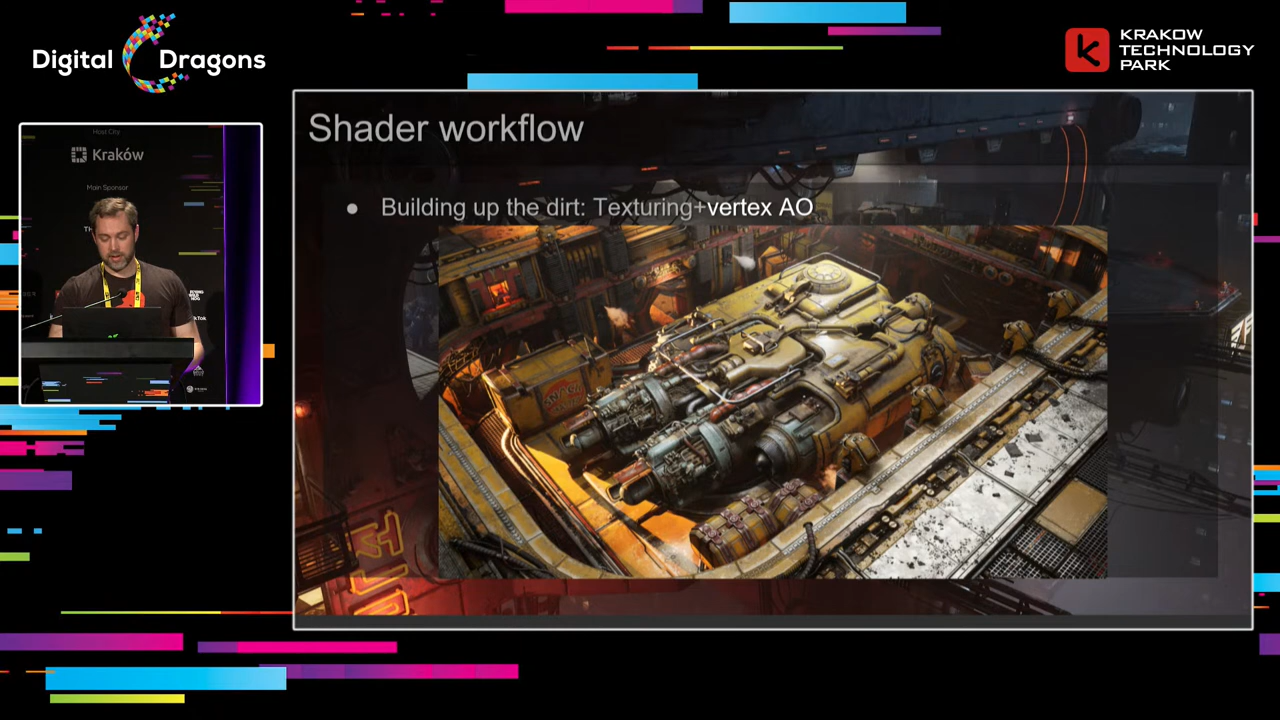 Digital Dragons
KRAKOW
TECHNOLOGY
PARK
Host City
Kraków
Main Sponsor
Shader workflow
● Building up the dirt: Texturing+vertex AO